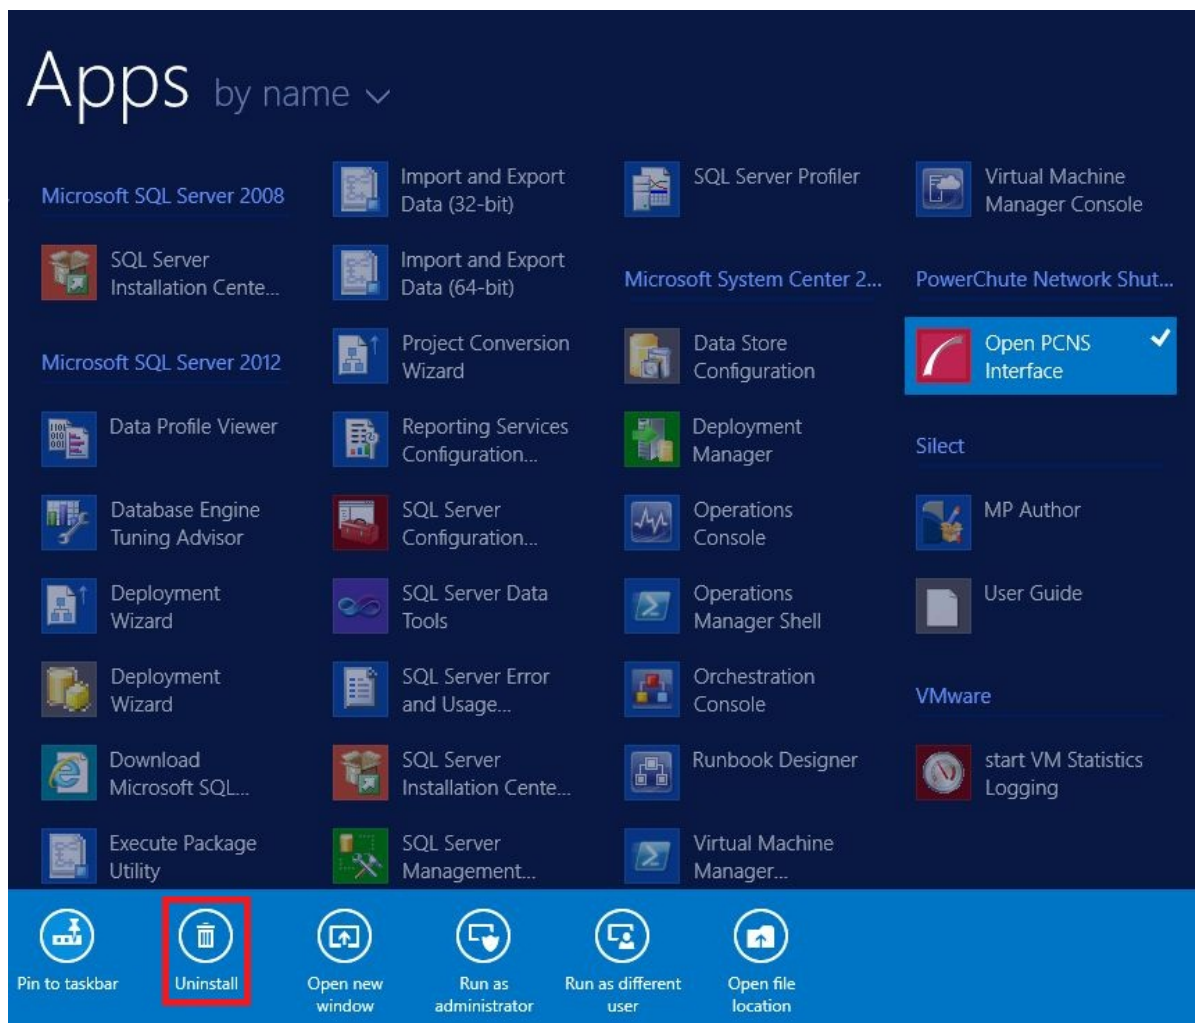 Apps by name
Microsoft SQL Server 2008
SQL Server
Installation Cente...
Microsoft SQL Server 2012
Data Profile Viewer
Database Engine
Tuning Advisor
Deployment
Wizard
Deployment
Wizard
Download
Microsoft SQL...
Execute Package
Utility
Import and Export
Data (32-bit)
Import and Export
Data (64-bit)
Project Conversion
Wizard
Reporting Services
Configuration...
SQL Server
Configuration...
SQL Server Data
Tools
SQL Server Error
and Usage...
SQL Server
Installation Cente...
SQL Server
Management...
SQL Server Profiler
Microsoft System Center 2...
Data Store
Configuration
Deployment
Manager
Operations
Console
Operations
Manager Shell
Orchestration
Console
Runbook Designer
Virtual Machine
Manager...
Virtual Machine
Manager Console
PowerChute Network Shut...
Open PCNS
Interface
Silect
MP Author
User Guide
VMware
start VM Statistics
Logging
Pin to taskbar
Uninstall
Open new
window
Run as
administrator
Run as different
user
Open file
location